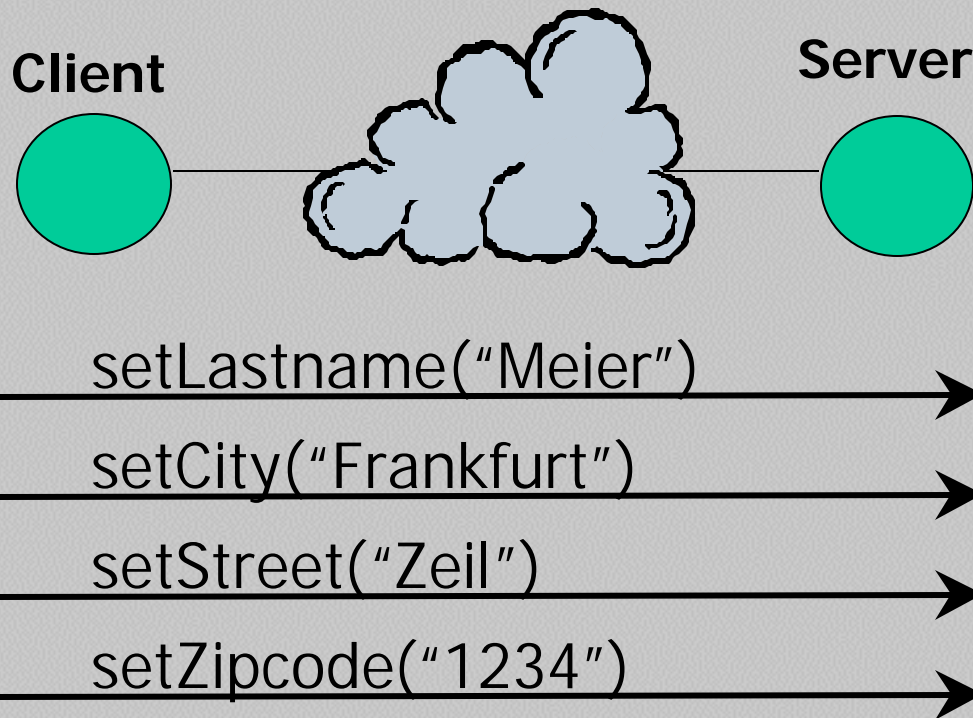 Client
Server
setLastname(“Meier”)
setCity(“Frankfurt”)
setStreet(“Zeil”)
setZipcode(“1234”)